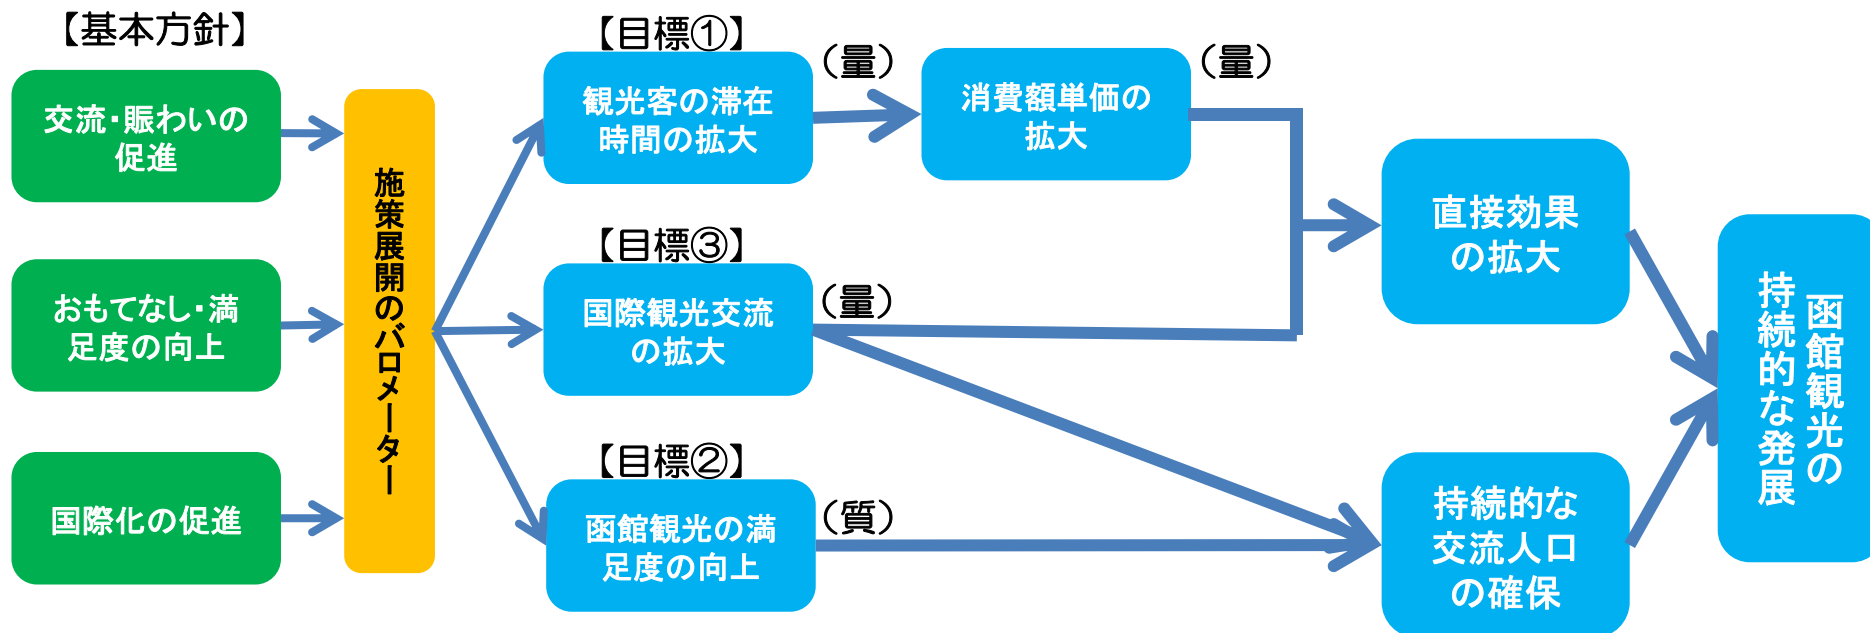 【基本方針】
交流・賑わいの
促進
おもてなし・満
足度の向上
国際化の促進
施策展開のバロメーター
【目標①】
(量)
観光客の滞在
時間の拡大
消費額単価の
拡大
(量)
【目標③】
(量)
国際観光交流
の拡大
【目標②】
(質)
函館観光の満
足度の向上
直接効果
の拡大
持続的な
交流人口
の確保
函館観光の
持続的な発展